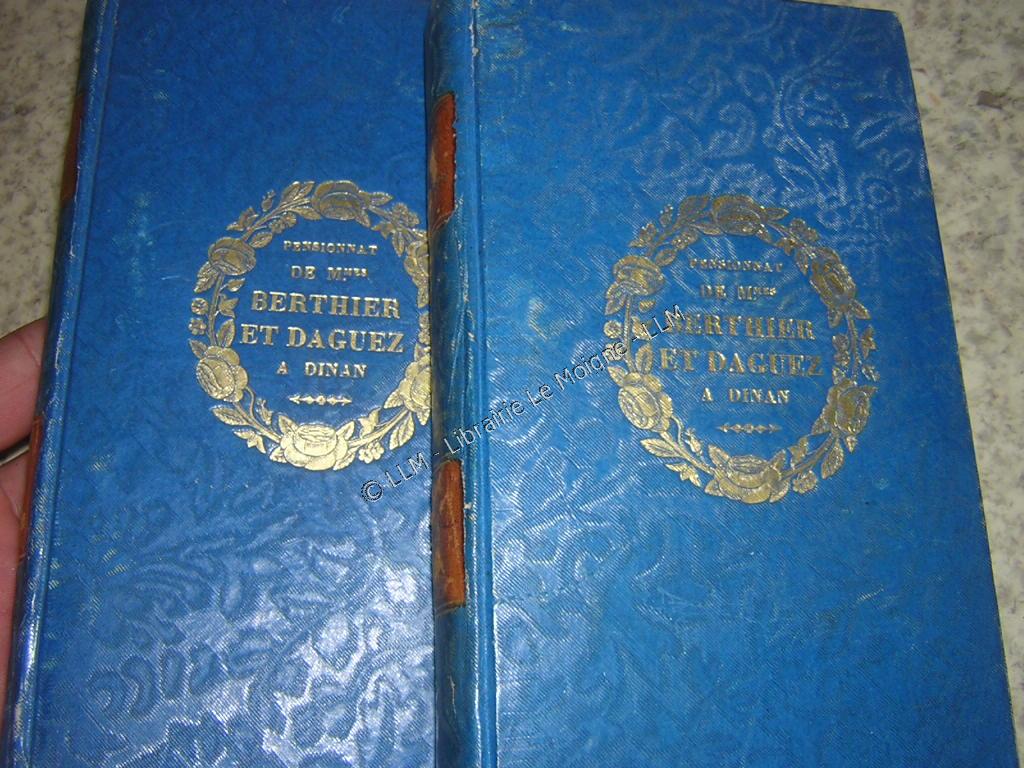 PENSIONNAT
DE Mlles
BERTHIER
ET DAGUEZ
A DINAN
PENSIONNAT
DE Mlles
BERTHIER
ET DAGUEZ
A DINAN
© LLM - Librairie Le Moigne - LLM